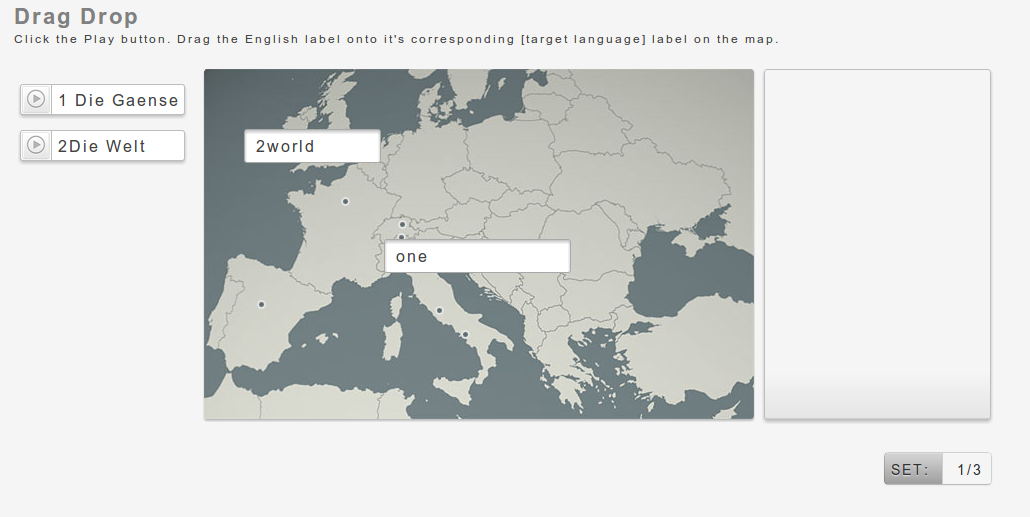 Drag Drop
Click the Play button. Drag the English label onto it's corresponding [target language] label on the map.
1 Die Gaense
2Die Welt
2world
one
SET: 1/3